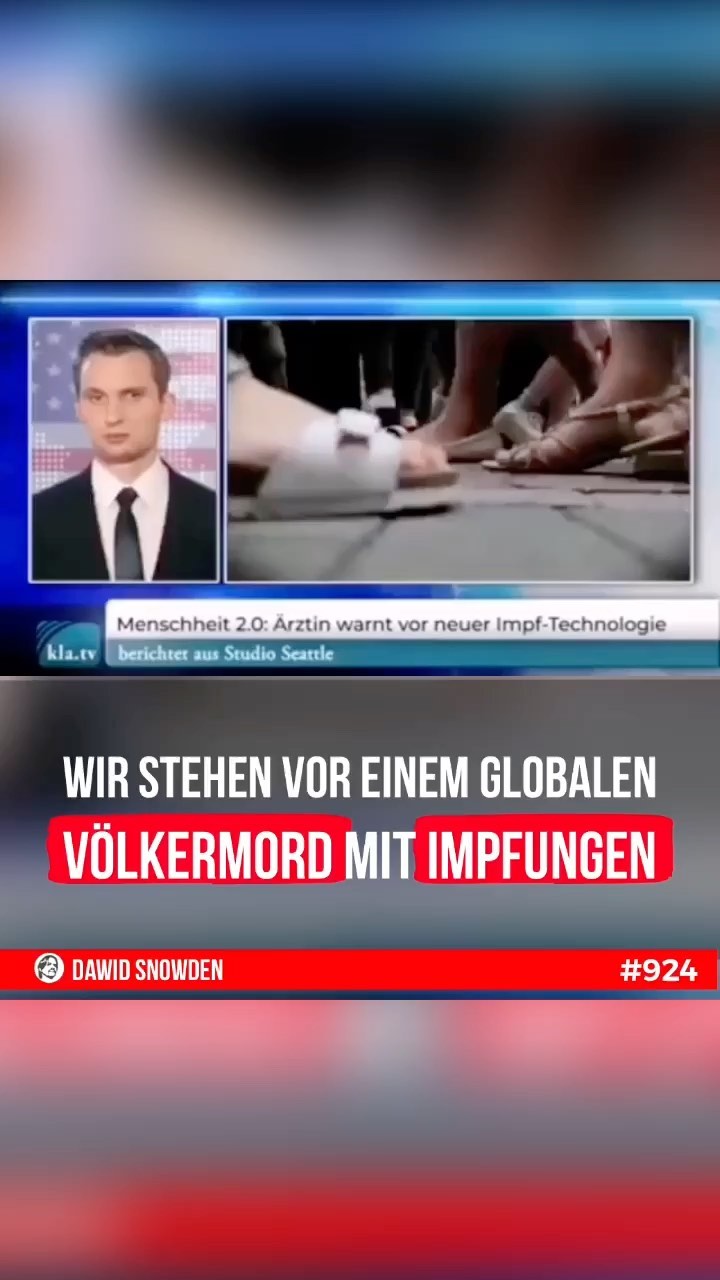 Menschheit 2.0: Ärztin warnt vor neuer Impf-Technologie
kla.tv berichtet aus Studio Seattle
WIR STEHEN VOR EINEM GLOBALEN
VÖLKERMORD MIT IMPFUNGEN
DAWID SNOWDEN #924